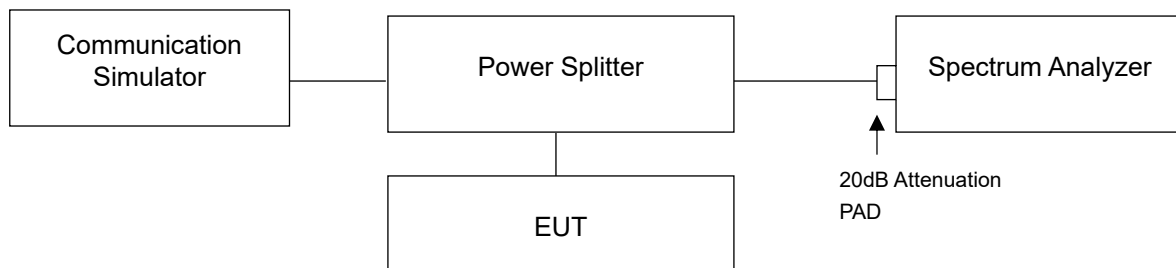 Communication
Simulator
Power Splitter
Spectrum Analyzer
20dB Attenuation
PAD
EUT